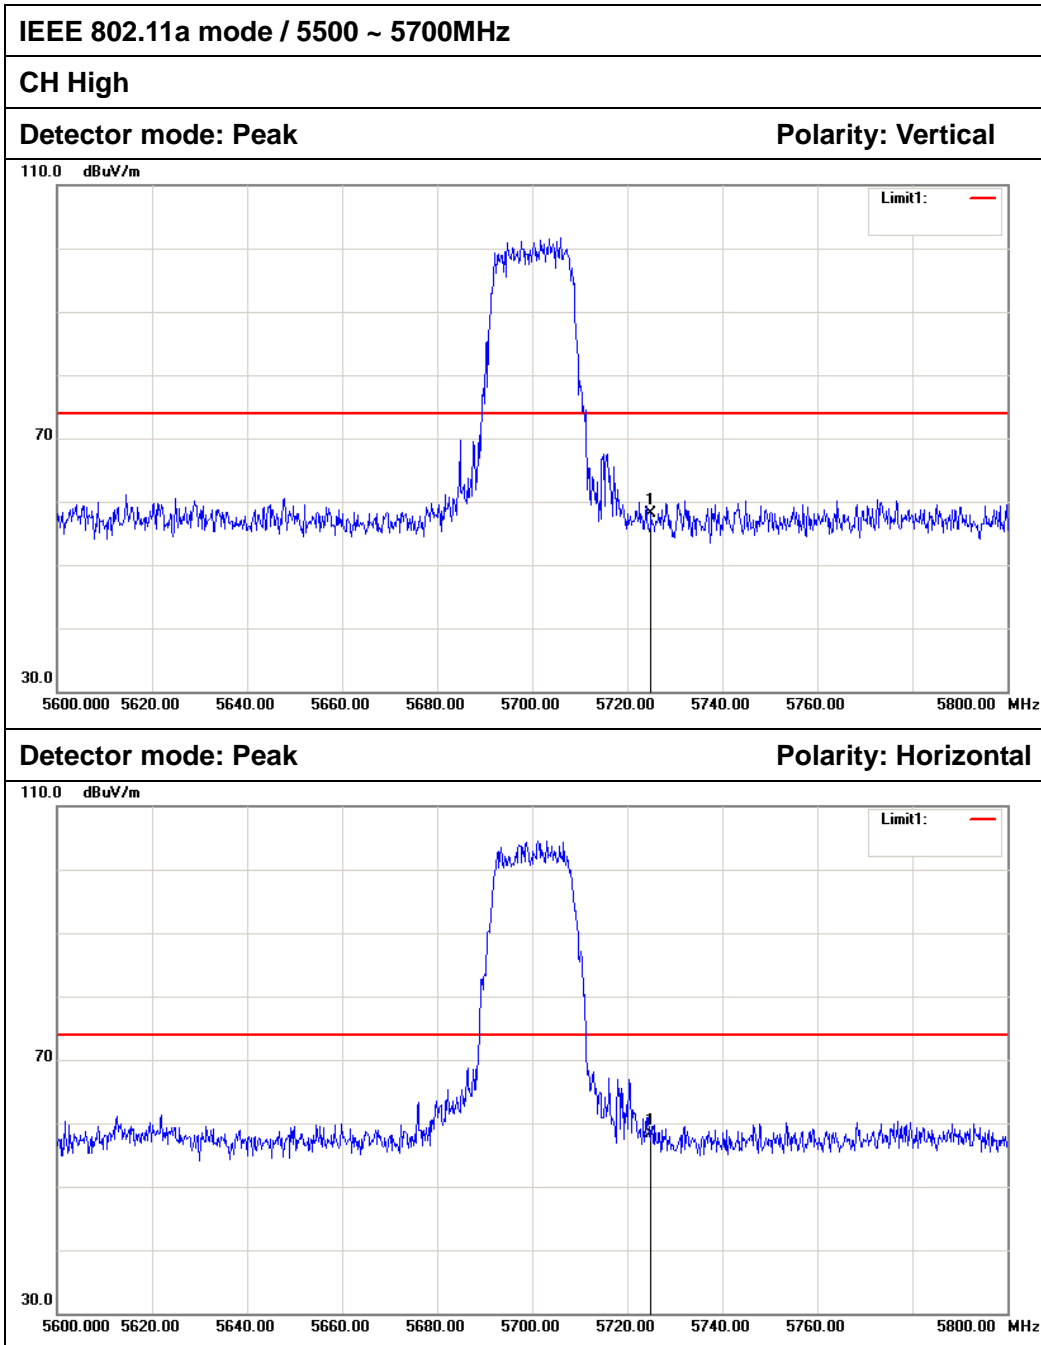 IEEE 802.11a mode / 5500 ~ 5700MHz
CH High
Detector mode: Peak Polarity: Vertical
110.0 dBuV/m
Limit1:
70
1
30.0
5600.000 5620.00 5640.00 5660.00 5680.00 5700.00 5720.00 5740.00 5760.00 5800.00 MHz
Detector mode: Peak Polarity: Horizontal
110.0 dBuV/m
Limit1:
70
1
30.0
5600.000 5620.00 5640.00 5660.00 5680.00 5700.00 5720.00 5740.00 5760.00 5800.00 MHz